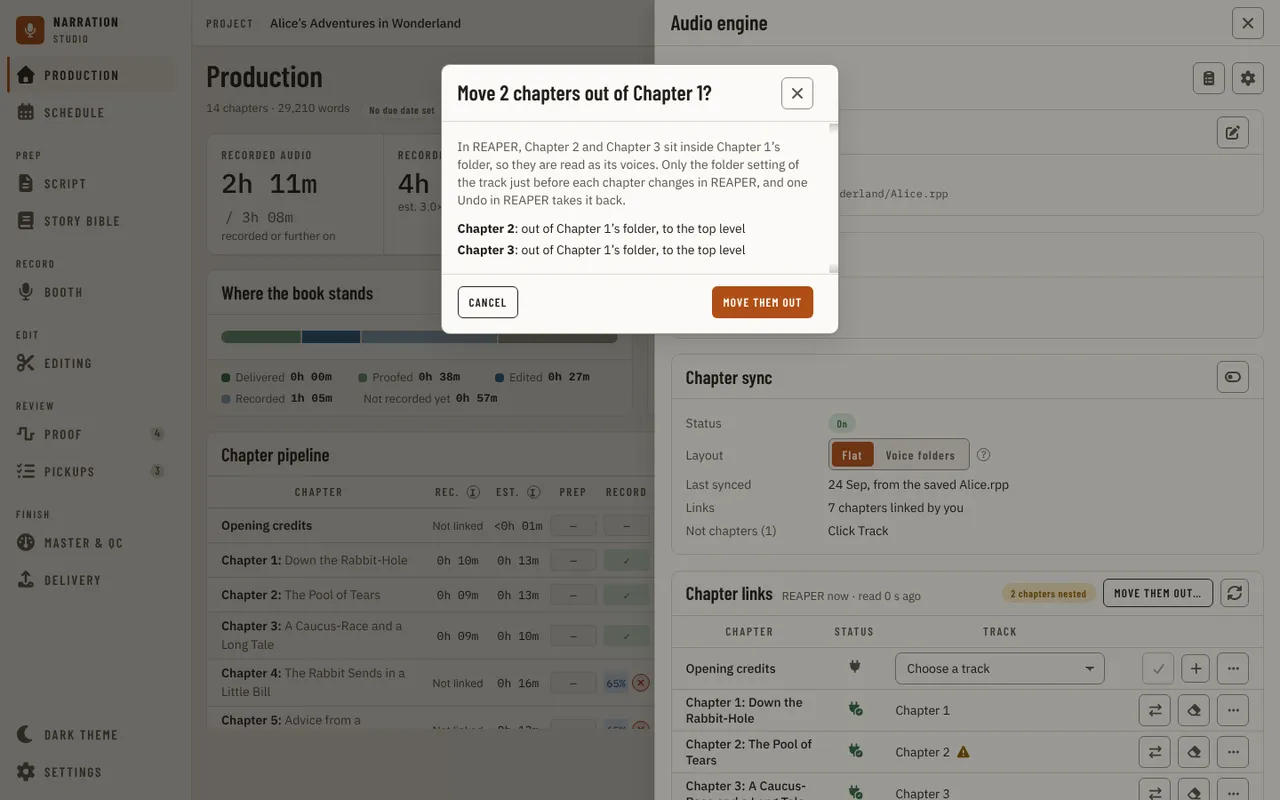 NARRATION
STUDIO
PRODUCTION
SCHEDULE
PREP
SCRIPT
STORY BIBLE
RECORD
BOOTH
EDIT
EDITING
REVIEW
PROOF 4
PICKUPS 3
FINISH
MASTER & QC
DELIVERY
DARK THEME
SETTINGS
PROJECT Alice's Adventures in Wonderland
Production
14 chapters · 29,210 words No due date set
RECORDED AUDIO
2h 11m
/ 3h 08m
recorded or further on
4h
est. 3.0×
Where the book stands
Delivered 0h 00m Proofed 0h 38m Edited 0h 27m
Recorded 1h 05m Not recorded yet 0h 57m
Chapter pipeline
CHAPTER REC. EST. PREP RECORD
Opening credits Not linked <0h 01m – –
Chapter 1: Down the Rabbit-Hole 0h 10m 0h 13m – ✓
Chapter 2: The Pool of Tears 0h 09m 0h 13m – ✓
Chapter 3: A Caucus-Race and a
Long Tale 0h 09m 0h 10m – ✓
Chapter 4: The Rabbit Sends in a
Little Bill Not linked 0h 16m – 65%
Chapter 5: Advice from a
Move 2 chapters out of Chapter 1?
In REAPER, Chapter 2 and Chapter 3 sit inside Chapter 1's
folder, so they are read as its voices. Only the folder setting of
the track just before each chapter changes in REAPER, and one
Undo in REAPER takes it back.
Chapter 2: out of Chapter 1's folder, to the top level
Chapter 3: out of Chapter 1's folder, to the top level
CANCEL
MOVE THEM OUT
Audio engine
derland/Alice.rpp
Chapter sync
Status On
Layout Flat Voice folders ?
Last synced 24 Sep, from the saved Alice.rpp
Links 7 chapters linked by you
Not chapters (1) Click Track
Chapter links REAPER now · read 0 s ago 2 chapters nested MOVE THEM OUT...
CHAPTER STATUS TRACK
Opening credits Choose a track
Chapter 1: Down the
Rabbit-Hole Chapter 1
Chapter 2: The Pool of
Tears Chapter 2
Chapter 3: A Caucus-
Chapter 3